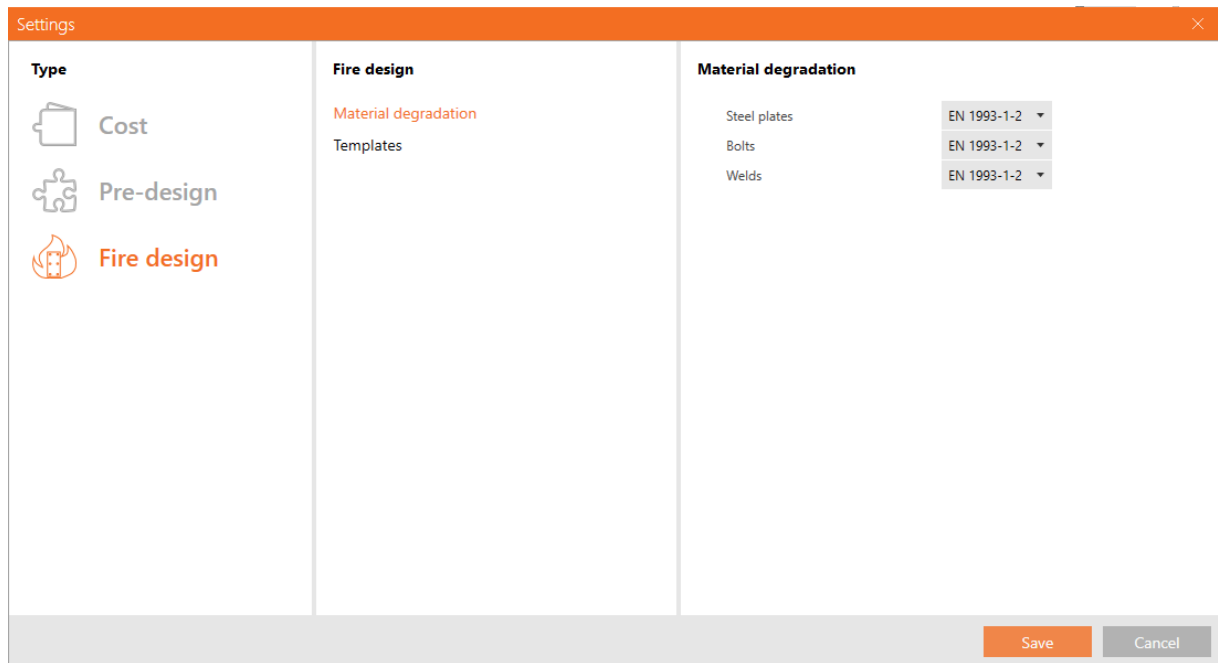 Settings
Type
Cost
Pre-design
Fire design
Fire design
Material degradation
Templates
Material degradation
Steel plates EN 1993-1-2
Bolts EN 1993-1-2
Welds EN 1993-1-2
Save Cancel